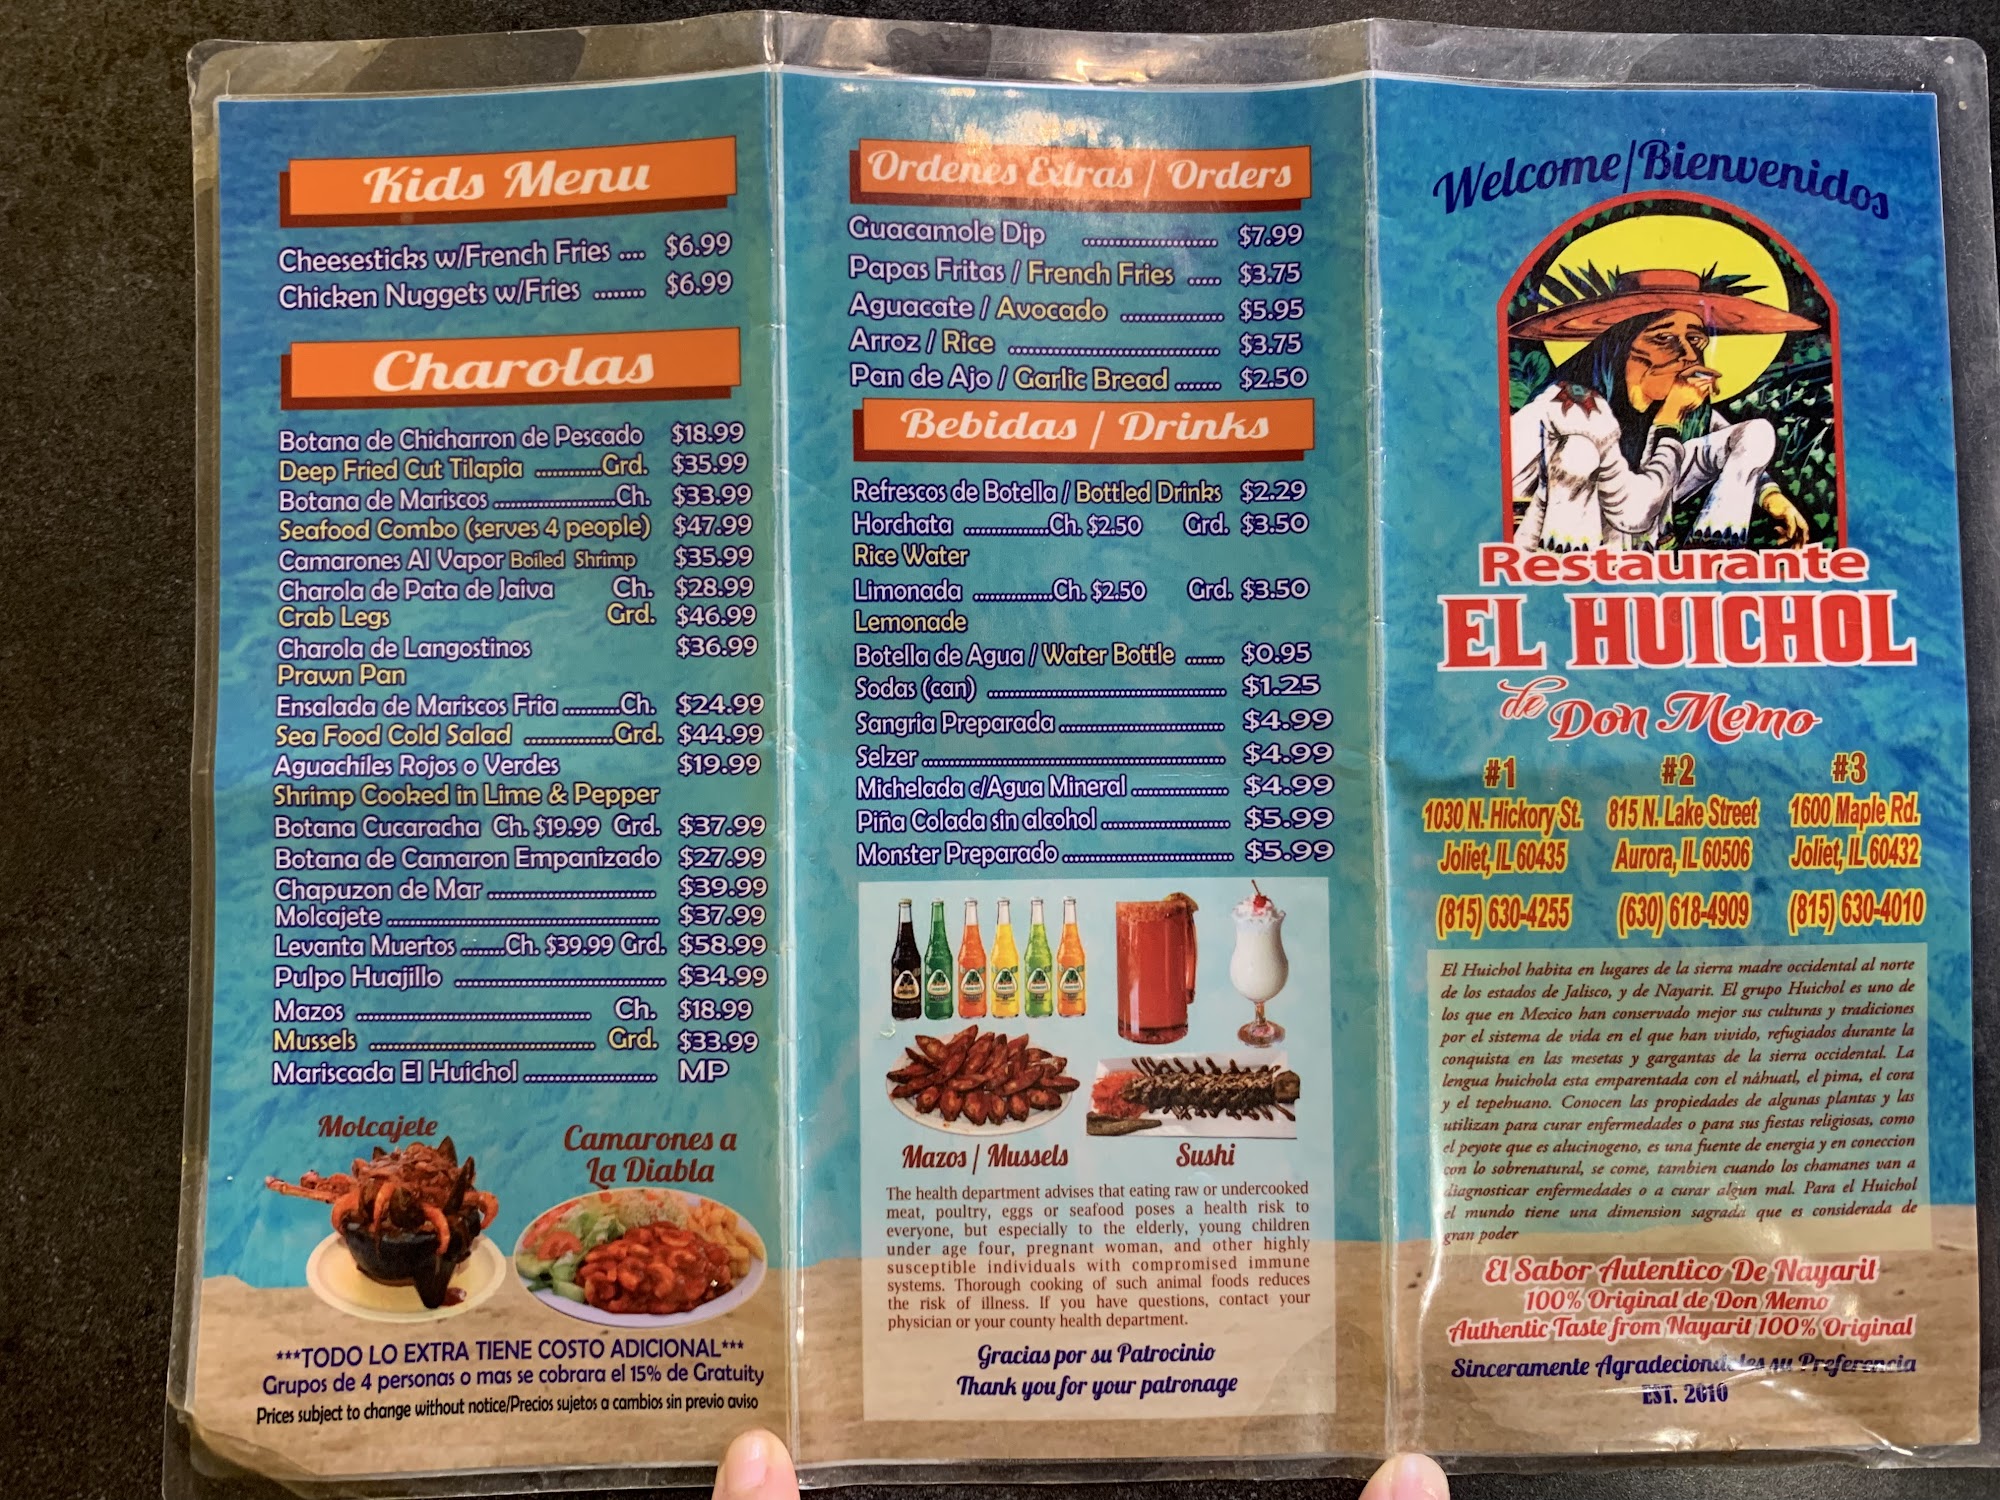 Kids Menu
Cheesesticks w/French Fries .... $6.99
Chicken Nuggets w/Fries ........ $6.99
Charolas
Botana de Chicharron de Pescado $18.99
Deep Fried Cut Tilapia ............Grd. $35.99
Botana de Mariscos ......................Ch. $33.99
Seafood Combo (serves 4 people) $47.99
Camarones Al Vapor Boiled Shrimp $35.99
Charola de Pata de Jaiva Ch. $28.99
Crab Legs Grd. $46.99
Charola de Langostinos $36.99
Prawn Pan
Ensalada de Mariscos Fria ..........Ch. $24.99
Sea Food Cold Salad ................Grd. $44.99
Aguachiles Rojos o Verdes $19.99
Shrimp Cooked in Lime & Pepper
Botana Cucaracha Ch. $19.99 Grd. $37.99
Botana de Camaron Empanizado $27.99
Chapuzon de Mar .............................. $39.99
Molcajete ................................................. $37.99
Levanta Muertos ........Ch. $39.99 Grd. $58.99
Pulpo Huajillo ..................................... $34.99
Mazos ......................................... Ch. $18.99
Mussels ....................................... Grd. $33.99
Mariscada El Huichol ........................ MP
Molcajete
Camarones a
La Diabla
***TODO LO EXTRA TIENE COSTO ADICIONAL***
Grupos de 4 personas o mas se cobrara el 15% de Gratuity
Prices subject to change without notice/Precios sujetos a cambios sin previo aviso
Ordenes Extras / Orders
Guacamole Dip ...................... $7.99
Papas Fritas / French Fries ..... $3.75
Aguacate / Avocado ................. $5.95
Arroz / Rice ................................... $3.75
Pan de Ajo / Garlic Bread ....... $2.50
Bebidas / Drinks
Refrescos de Botella / Bottled Drinks $2.29
Horchata ................Ch. $2.50 Grd. $3.50
Rice Water
Limonada ...............Ch. $2.50 Grd. $3.50
Lemonade
Botella de Agua / Water Bottle ....... $0.95
Sodas (can) ........................................... $1.25
Sangria Preparada .............................. $4.99
Selzer ....................................................... $4.99
Michelada c/Agua Mineral ................. $4.99
Piña Colada sin alcohol ....................... $5.99
Monster Preparado ............................... $5.99
Mazos / Mussels
Sushi
The health department advises that eating raw or undercooked
meat, poultry, eggs or seafood poses a health risk to
everyone, but especially to the elderly, young children
under age four, pregnant woman, and other highly
susceptible individuals with compromised immune
systems. Thorough cooking of such animal foods reduces
the risk of illness. If you have questions, contact your
physician or your county health department.
Gracias por su Patrocinio
Thank you for your patronage
Welcome/Bienvenidos
Restaurante
EL HUICHOL
de Don Memo
#1 #2 #3
1030 N. Hickory St. 815 N. Lake Street 1600 Maple Rd.
Joliet, IL 60435 Aurora, IL 60506 Joliet, IL 60432
(815) 630-4255 (630) 618-4909 (815) 630-4010
El Huichol habita en lugares de la sierra madre occidental al norte
de los estados de Jalisco, y de Nayarit. El grupo Huichol es uno de
los que en Mexico han conservado mejor sus culturas y tradiciones
por el sistema de vida en el que han vivido, refugiados durante la
conquista en las mesetas y gargantas de la sierra occidental. La
lengua huichola esta emparentada con el náhuatl, el pima, el cora
y el tepehuano. Conocen las propiedades de algunas plantas y las
utilizan para curar enfermedades o para sus fiestas religiosas, como
el peyote que es alucinogeno, es una fuente de energia y en coneccion
con lo sobrenatural, se come, tambien cuando los chamanes van a
diagnosticar enfermedades o a curar algun mal. Para el Huichol
el mundo tiene una dimension sagrada que es considerada de
gran poder
El Sabor Autentico De Nayarit
100% Original de Don Memo
Authentic Taste from Nayarit 100% Original
Sinceramente Agradeciondoles su Preferencia
EST. 2010